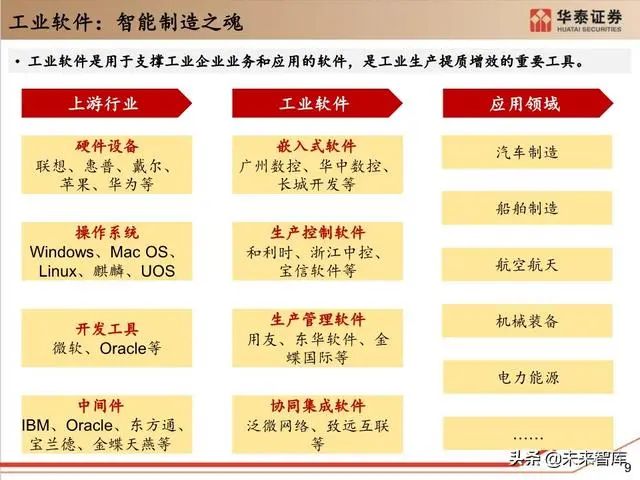 工业软件：智能制造之魂
华泰证券
HUATAI SECURITIES
• 工业软件是用于支撑工业企业业务和应用的软件，是工业生产提质增效的重要工具。
上游行业
硬件设备
联想、惠普、戴尔、
苹果、华为等
操作系统
Windows、Mac OS、
Linux、麒麟、UOS
开发工具
微软、Oracle等
中间件
IBM、Oracle、东方通、
宝兰德、金蝶天燕等
工业软件
嵌入式软件
广州数控、华中数控、
长城开发等
生产控制软件
和利时、浙江中控、
宝信软件等
生产管理软件
用友、东华软件、金
蝶国际等
协同集成软件
泛微网络、致远互联
等
应用领域
汽车制造
船舶制造
航空航天
机械装备
电力能源
……
头条@未来智库
9